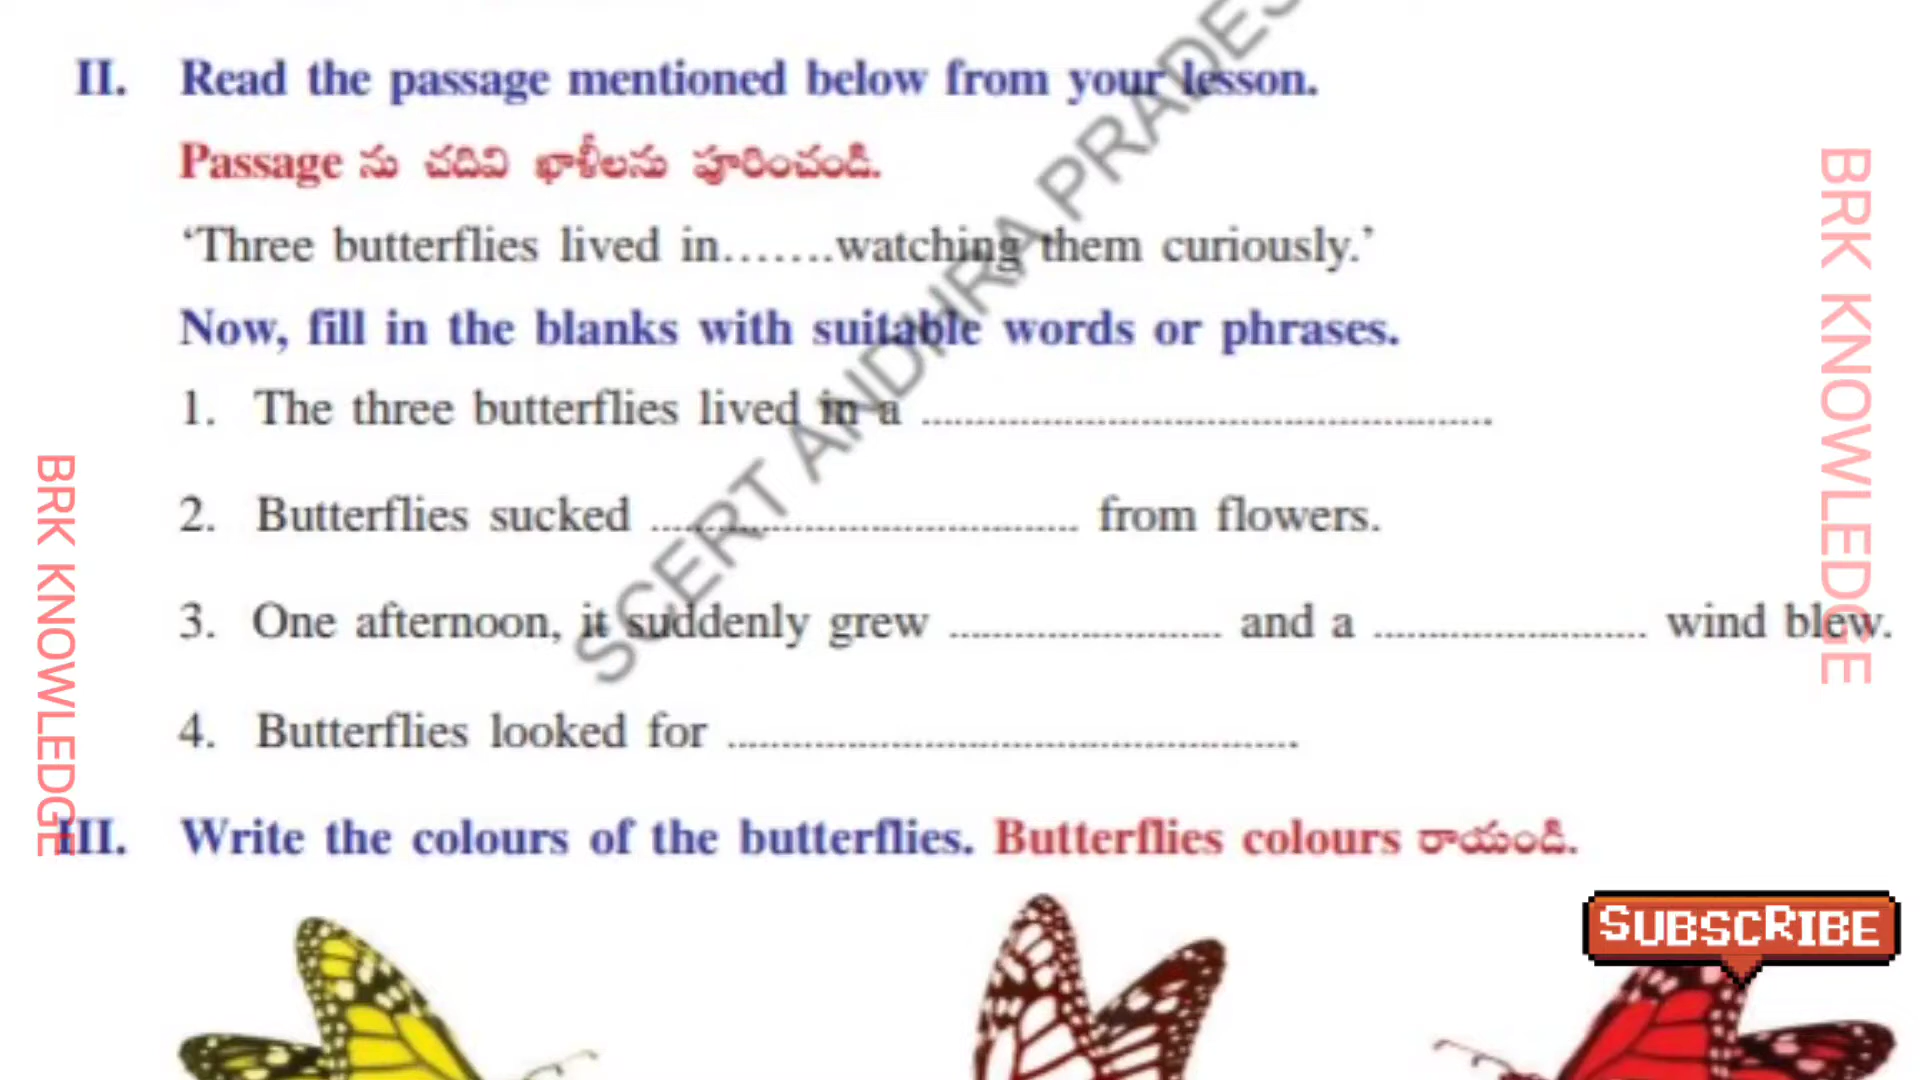 II. Read the passage mentioned below from your lesson.
Passage ను చదివి ఖాళీలను పూరించండి.
‘Three butterflies lived in.......watching them curiously.’
Now, fill in the blanks with suitable words or phrases.
1. The three butterflies lived in a ..............................................................
2. Butterflies sucked .............................................. from flowers.
3. One afternoon, it suddenly grew .............................. and a .............................. wind blew.
4. Butterflies looked for ..............................................................
III. Write the colours of the butterflies. Butterflies colours రాయండి.
SUBSCRIBE
BRK KNOWLEDGE
BRK KNOWLEDGE
SCERT ANDHRA PRADES